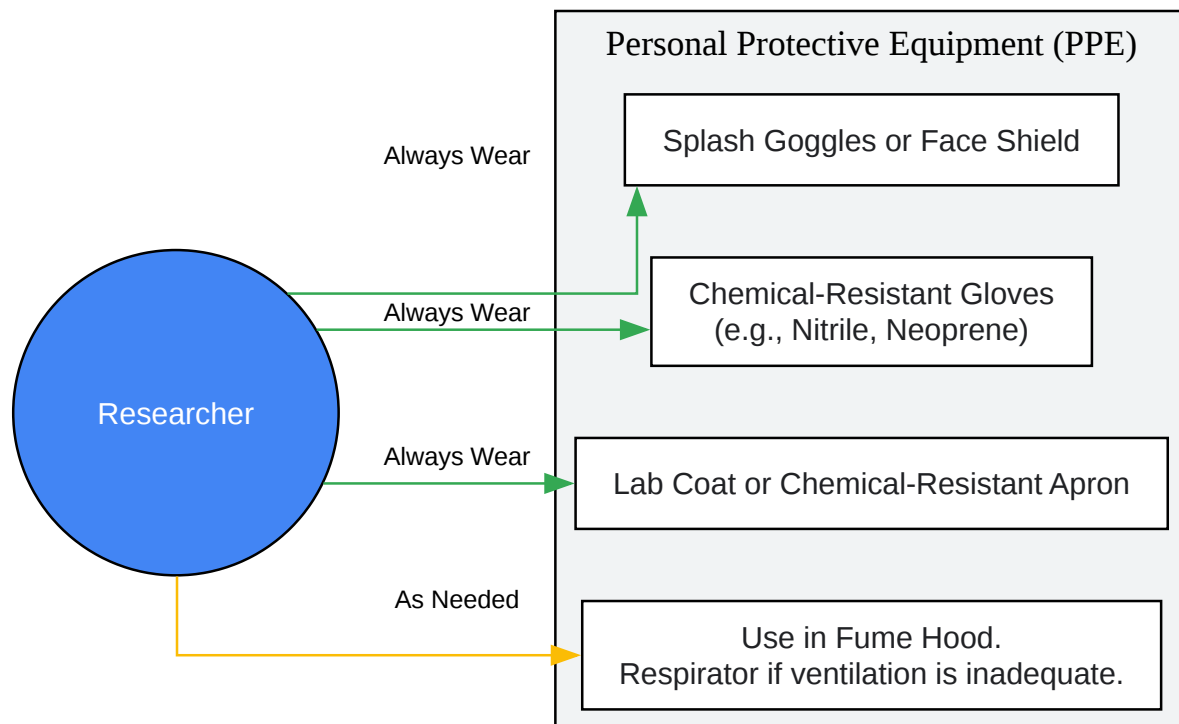 Personal Protective Equipment (PPE)
Always Wear
Splash Goggles or Face Shield
Always Wear
Chemical-Resistant Gloves
(e.g., Nitrile, Neoprene)
Researcher
Always Wear
Lab Coat or Chemical-Resistant Apron
As Needed
Use in Fume Hood.
Respirator if ventilation is inadequate.